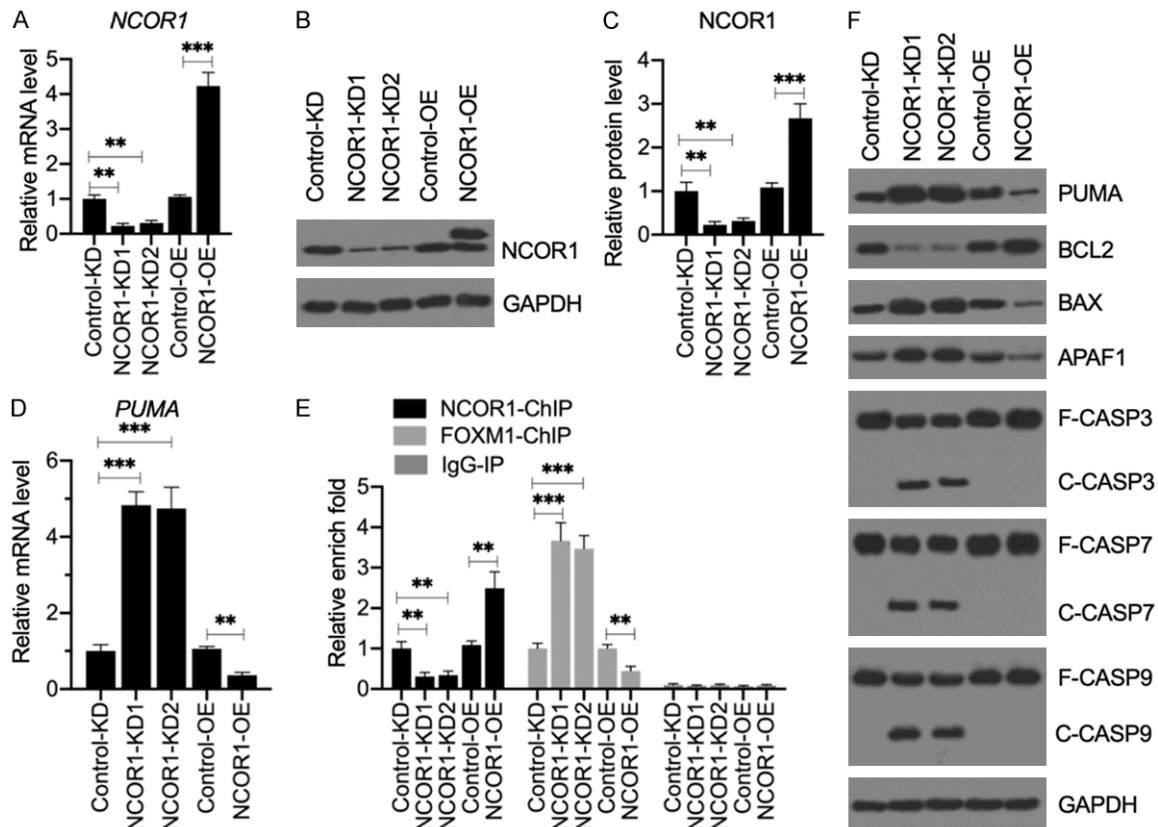 A
NCOR1
Relative mRNA level
5
4
3
2
1
0
**
**
***
Control-KD
NCOR1-KD1
NCOR1-KD2
Control-OE
NCOR1-OE
B
Control-KD
NCOR1-KD1
NCOR1-KD2
Control-OE
NCOR1-OE
NCOR1
GAPDH
C
NCOR1
Relative protein level
4
3
2
1
0
**
**
***
Control-KD
NCOR1-KD1
NCOR1-KD2
Control-OE
NCOR1-OE
D
PUMA
Relative mRNA level
6
4
2
0
***
***
**
Control-KD
NCOR1-KD1
NCOR1-KD2
Control-OE
NCOR1-OE
E
NCOR1-ChIP
FOXM1-ChIP
IgG-IP
Relative enrich fold
5
4
3
2
1
0
**
**
**
***
***
**
Control-KD
NCOR1-KD1
NCOR1-KD2
Control-OE
NCOR1-OE
Control-KD
NCOR1-KD1
NCOR1-KD2
Control-OE
NCOR1-OE
Control-KD
NCOR1-KD1
NCOR1-KD2
Control-OE
NCOR1-OE
F
Control-KD
NCOR1-KD1
NCOR1-KD2
Control-OE
NCOR1-OE
PUMA
BCL2
BAX
APAF1
F-CASP3
C-CASP3
F-CASP7
C-CASP7
F-CASP9
C-CASP9
GAPDH